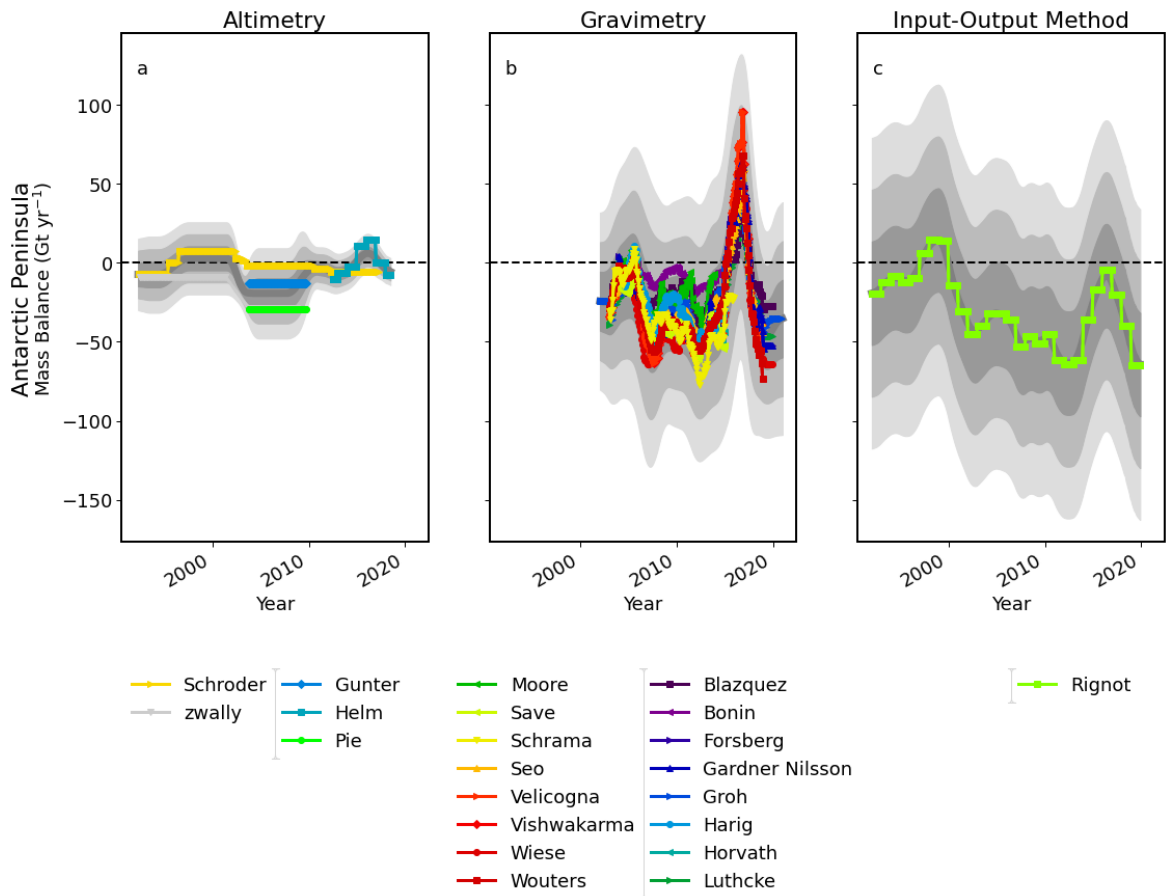 Altimetry
Gravimetry
Input-Output Method
a
b
c
Antarctic Peninsula
Mass Balance (Gt yr⁻¹)
100
50
0
−50
−100
−150
2000
2010
2020
2000
2010
2020
2000
2010
2020
Year
Year
Year
Schroder
zwally
Gunter
Helm
Pie
Moore
Save
Schrama
Seo
Velicogna
Vishwakarma
Wiese
Wouters
Blazquez
Bonin
Forsberg
Gardner Nilsson
Groh
Harig
Horvath
Luthcke
Rignot